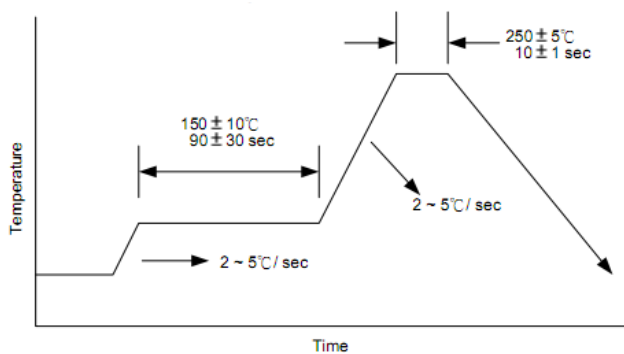 250±5℃
10±1 sec
150±10℃
90±30 sec
2~5℃/sec
2~5℃/sec
Temperature
Time